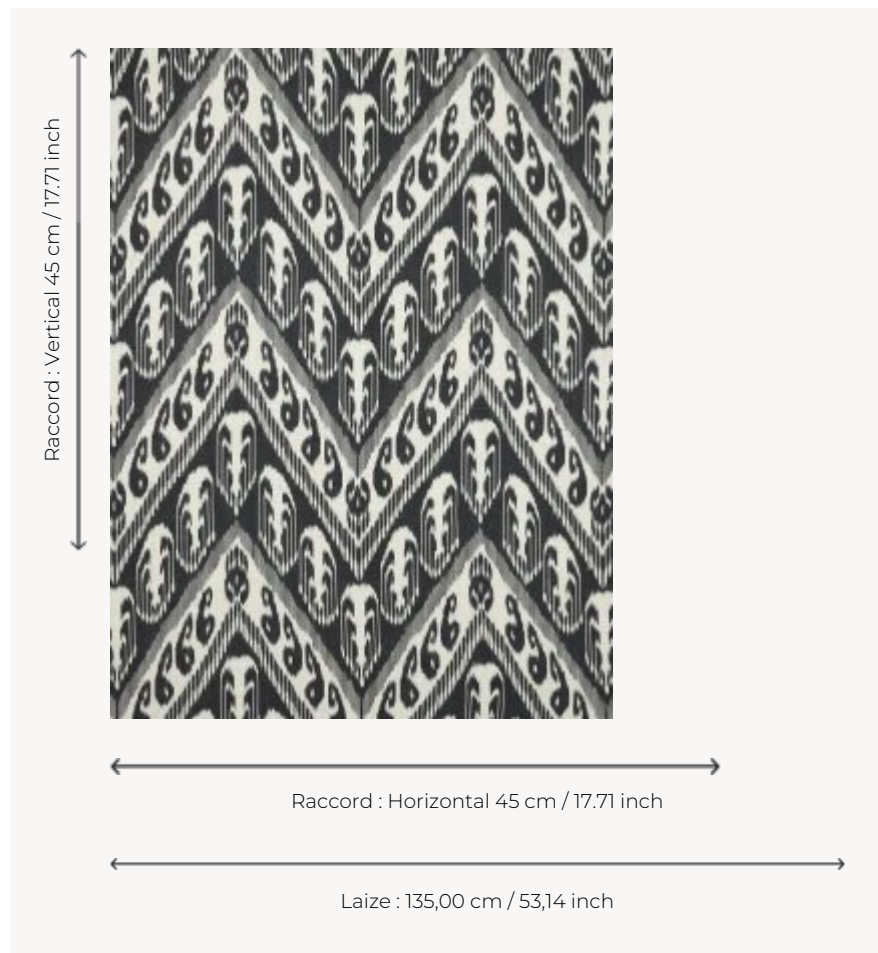 Raccord : Vertical 45 cm / 17.71 inch
Raccord : Horizontal 45 cm / 17.71 inch
Laize : 135,00 cm / 53,14 inch